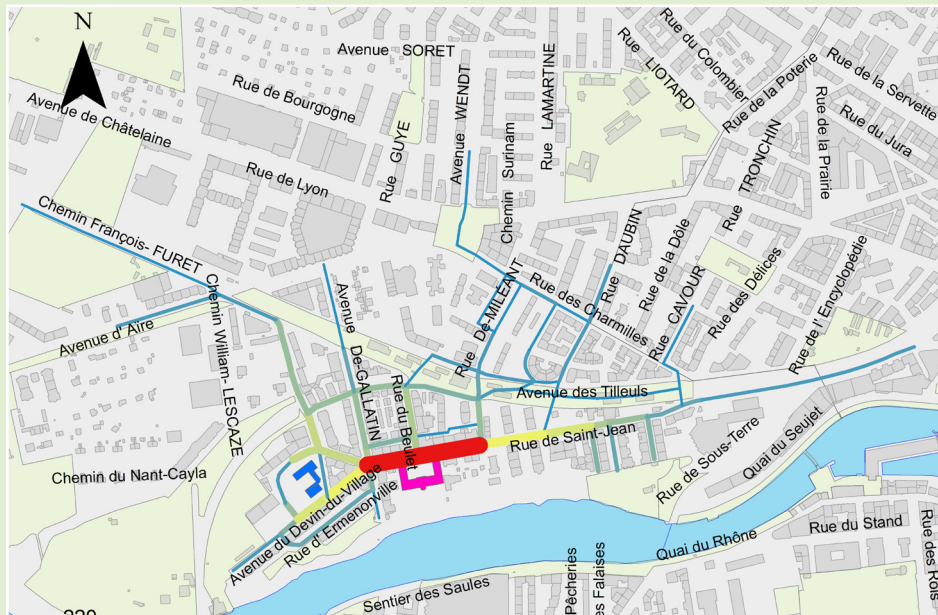 N
Avenue SORET
Rue LIOTARD
Rue du Colombier
Rue de la Poterie
Rue de la Servette
Rue du Jura
Rue de la Prairie
Rue TRONCHIN
Rue de Bourgogne
Avenue de Châtelaine
Rue de Lyon
Rue GUYE
Avenue WENDT
Chemin Surinam
Rue LAMARTINE
Chemin François- FURET
Rue DAUBIN
Rue de la Dôle
Rue CAVOUR
Rue des Délices
Rue de l' Encyclopédie
Rue De-MILÉANT
Rue des Charmilles
Avenue d' Aïre
Chemin William- LESCAZE
Avenue De-GALLATIN
Rue du Beulet
Avenue des Tilleuls
Rue de Saint-Jean
Chemin du Nant-Cayla
Avenue du Devin-du-Village
Rue d' Ermenonville
Rue de Sous-Terre
Quai du Seujet
Quai du Rhône
Rue du Stand
Rue des Rois
Sentier des Saules
Pêcheries
es Falaises